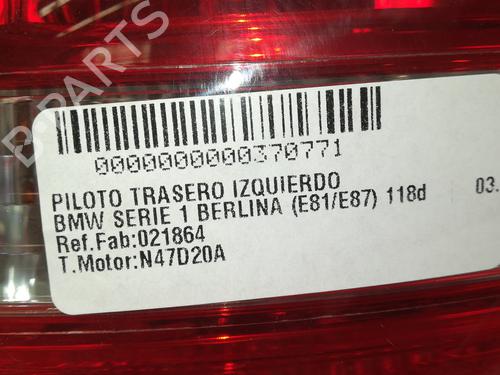 B-PARTS
0000000000370771
PILOTO TRASERO IZQUIERDO
BMW SERIE 1 BERLINA (E81/E87) 118d 03.
Ref.Fab:021864
T.Motor:N47D20A